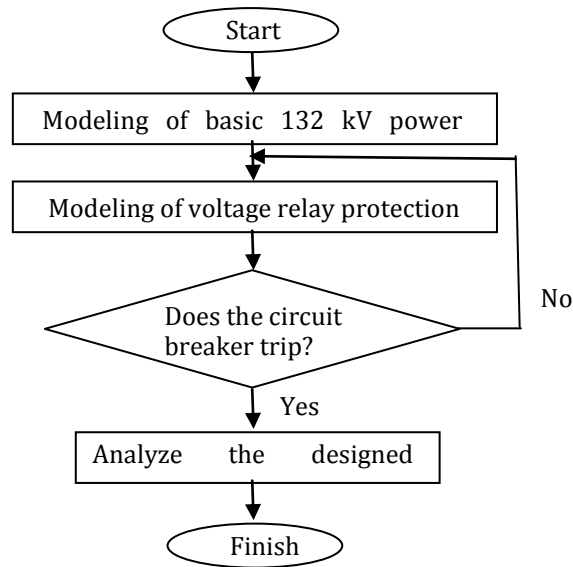 Start
Modeling of basic 132 kV power
Modeling of voltage relay protection
Does the circuit
breaker trip?
No
Yes
Analyze the designed
Finish